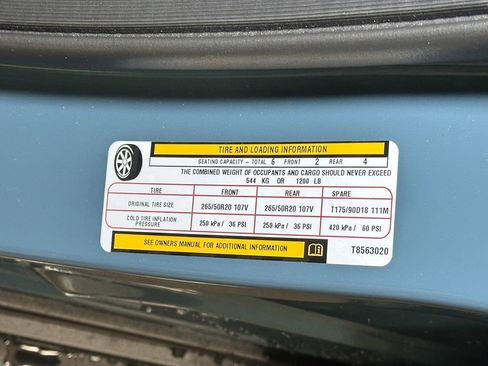 TIRE AND LOADING INFORMATION
SEATING CAPACITY - TOTAL 6 FRONT 2 REAR 4
THE COMBINED WEIGHT OF OCCUPANTS AND CARGO SHOULD NEVER EXCEED
544 KG OR 1200 LB
TIRE FRONT REAR SPARE
ORIGINAL TIRE SIZE 265/50R20 107V 265/50R20 107V T175/90D18 111M
COLD TIRE INFLATION PRESSURE 250 kPa / 36 PSI 250 kPa / 36 PSI 420 kPa / 60 PSI
SEE OWNERS MANUAL FOR ADDITIONAL INFORMATION T8563020